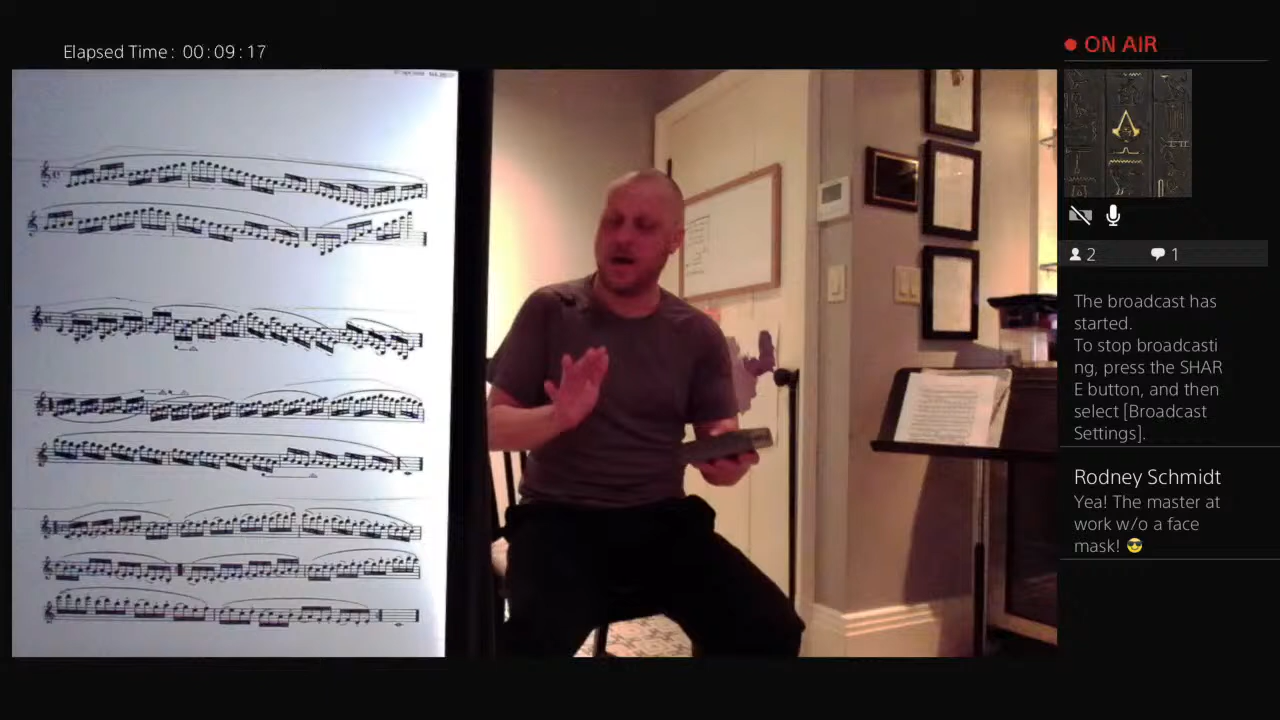 Elapsed Time: 00:09:17
ON AIR
2
1
The broadcast has
started.
To stop broadcasti
ng, press the SHAR
E button, and then
select [Broadcast
Settings].
Rodney Schmidt
Yea! The master at
work w/o a face
mask! 😎